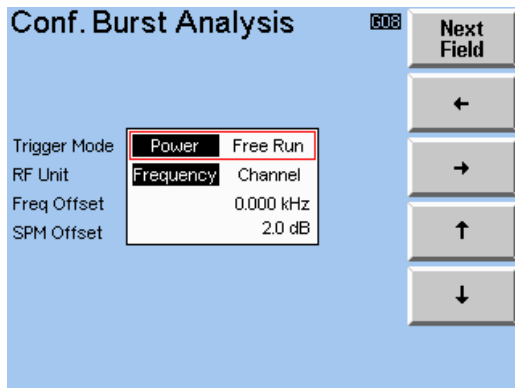 Conf. Burst Analysis
G08
Next
Field
←
→
↑
↓
Trigger Mode Power Free Run
RF Unit Frequency Channel
Freq Offset 0.000 kHz
SPM Offset 2.0 dB